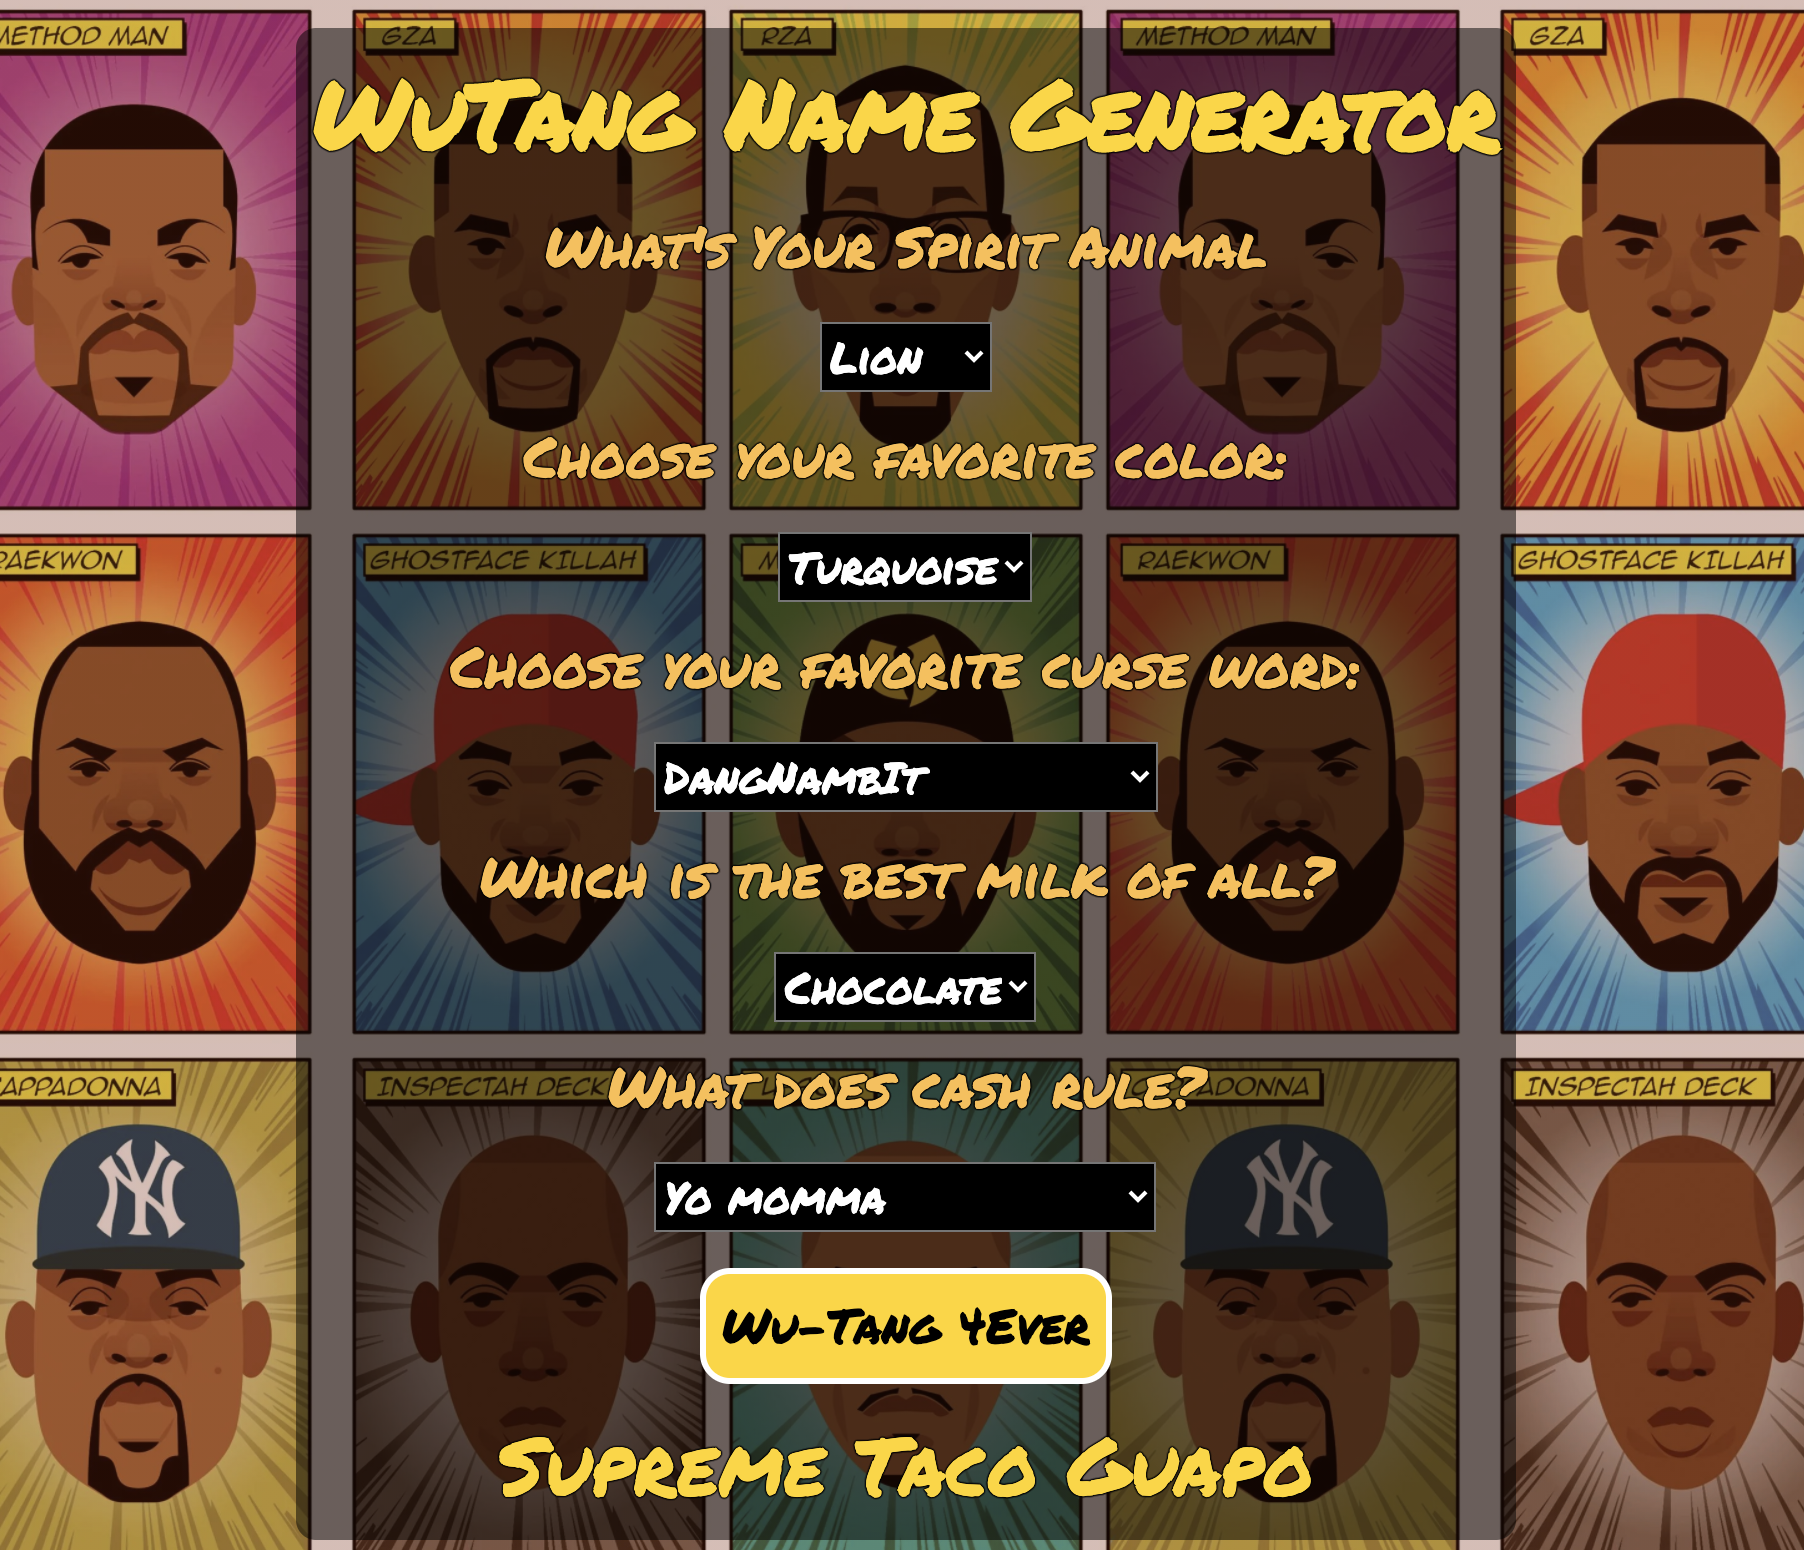 METHOD MAN
GZA
RZA
METHOD MAN
GZA
WuTang Name Generator
What's Your Spirit Animal
Lion
Choose your favorite color:
Turquoise
RAEKWON
GHOSTFACE KILLAH
RAEKWON
GHOSTFACE KILLAH
Choose your favorite curse word:
DangNambIt
Which is the best milk of all?
Chocolate
CAPPADONNA
INSPECTAH DECK
ADONNA
INSPECTAH DECK
What does cash rule?
Yo momma
NY
NY
Wu-Tang 4Ever
Supreme Taco Guapo